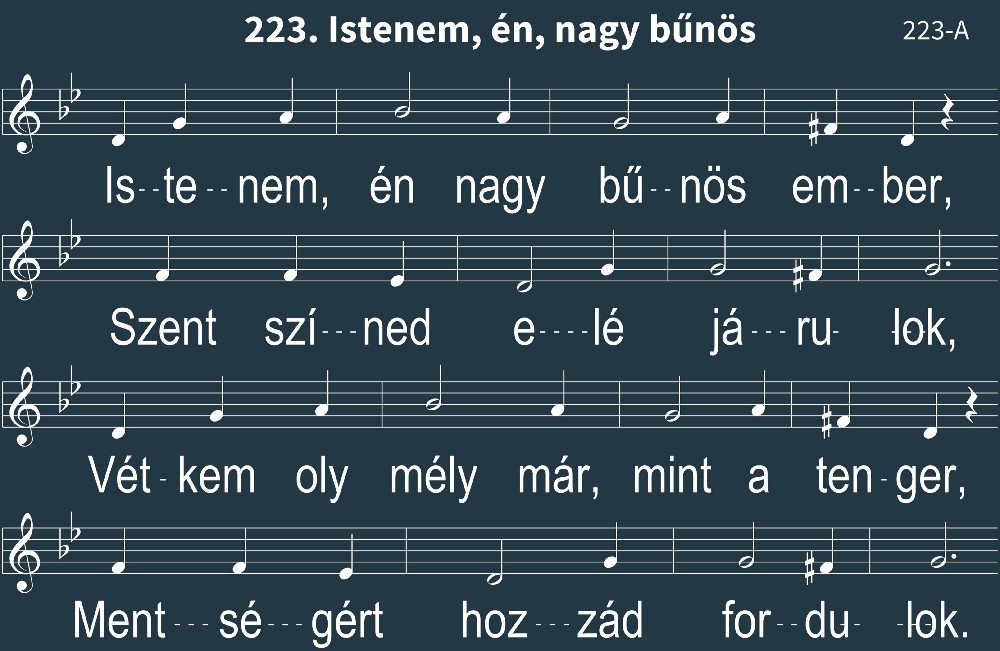 223. Istenem, én, nagy bűnös
223-A
Is--te--nem, én nagy bű--nös em--ber,
Szent szí---ned e----lé já---ru- -lok,
Vét-kem oly mély már, mint a ten-ger,
Ment---sé---gért hoz---zád for--du- -lok.